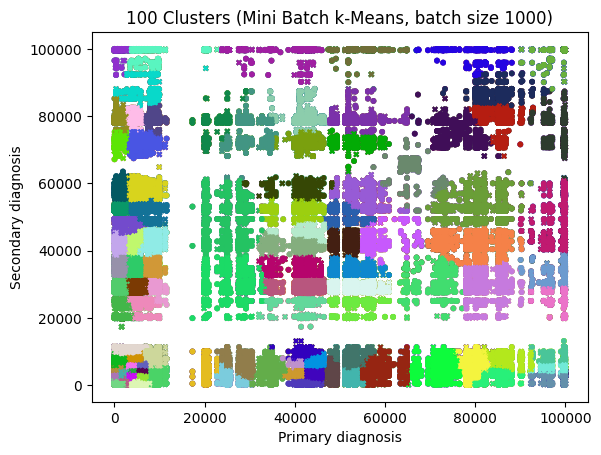 100 Clusters (Mini Batch k-Means, batch size 1000)
100000
80000
60000
40000
20000
0
Secondary diagnosis
0 20000 40000 60000 80000 100000
Primary diagnosis